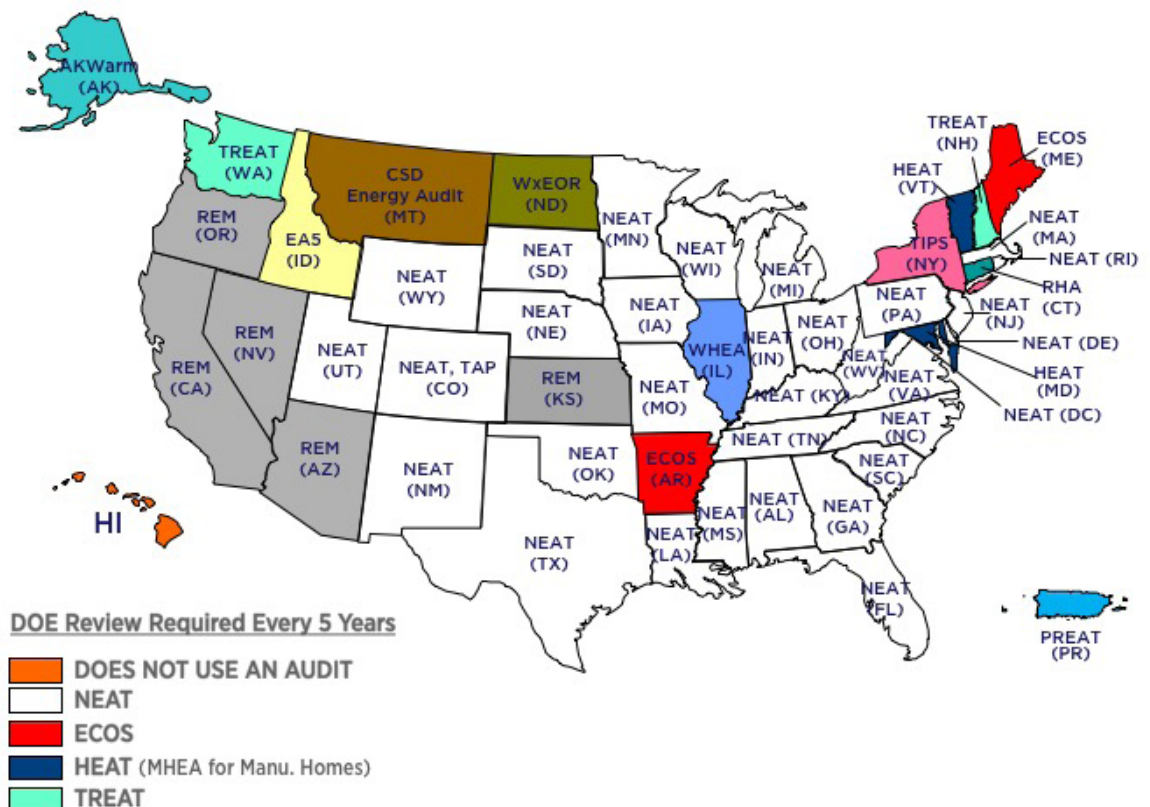 AKWarm
(AK)
TREAT
(WA)
CSD
Energy Audit
(MT)
WxEOR
(ND)
REM
(OR)
EA5
(ID)
NEAT
(WY)
NEAT
(SD)
NEAT
(MN)
NEAT
(WI)
NEAT
(MI)
TREAT
(NH)
ECOS
(ME)
HEAT
(VT)
TIPS
(NY)
NEAT
(MA)
NEAT (RI)
RHA
(CT)
NEAT
(PA)
NEAT
(NJ)
NEAT (DE)
HEAT
(MD)
NEAT (DC)
REM
(CA)
REM
(NV)
NEAT
(UT)
NEAT, TAP
(CO)
NEAT
(NE)
REM
(KS)
NEAT
(IA)
NEAT
(MO)
WHEA
(IL)
NEAT
(IN)
NEAT
(OH)
NEAT
(WV)
NEAT
(VA)
NEAT (KY)
NEAT (TN)
NEAT
(NC)
NEAT
(SC)
REM
(AZ)
NEAT
(NM)
NEAT
(OK)
ECOS
(AR)
NEAT
(TX)
NEAT
(LA)
NEAT
(MS)
NEAT
(AL)
NEAT
(GA)
NEAT
(FL)
HI
PREAT
(PR)
DOE Review Required Every 5 Years
DOES NOT USE AN AUDIT
NEAT
ECOS
HEAT (MHEA for Manu. Homes)
TREAT